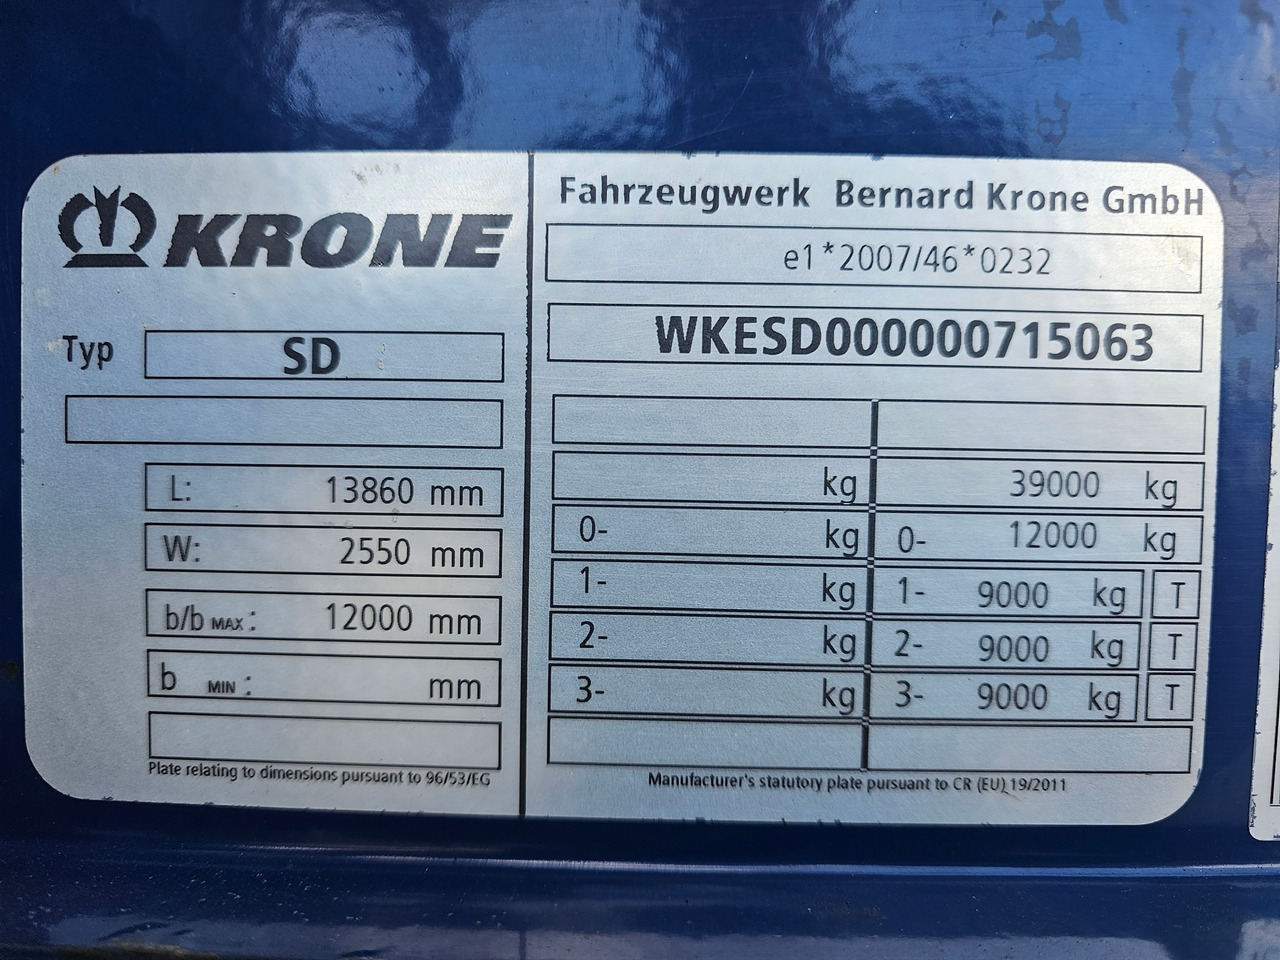 KRONE
Typ SD
L: 13860 mm
W: 2550 mm
b/b MAX: 12000 mm
b MIN: mm
Plate relating to dimensions pursuant to 96/53/EG
Fahrzeugwerk Bernard Krone GmbH
e1*2007/46*0232
WKESD000000715063
kg 39000 kg
0- kg 0- 12000 kg
1- kg 1- 9000 kg T
2- kg 2- 9000 kg T
3- kg 3- 9000 kg T
Manufacturer's statutory plate pursuant to CR (EU) 19/2011